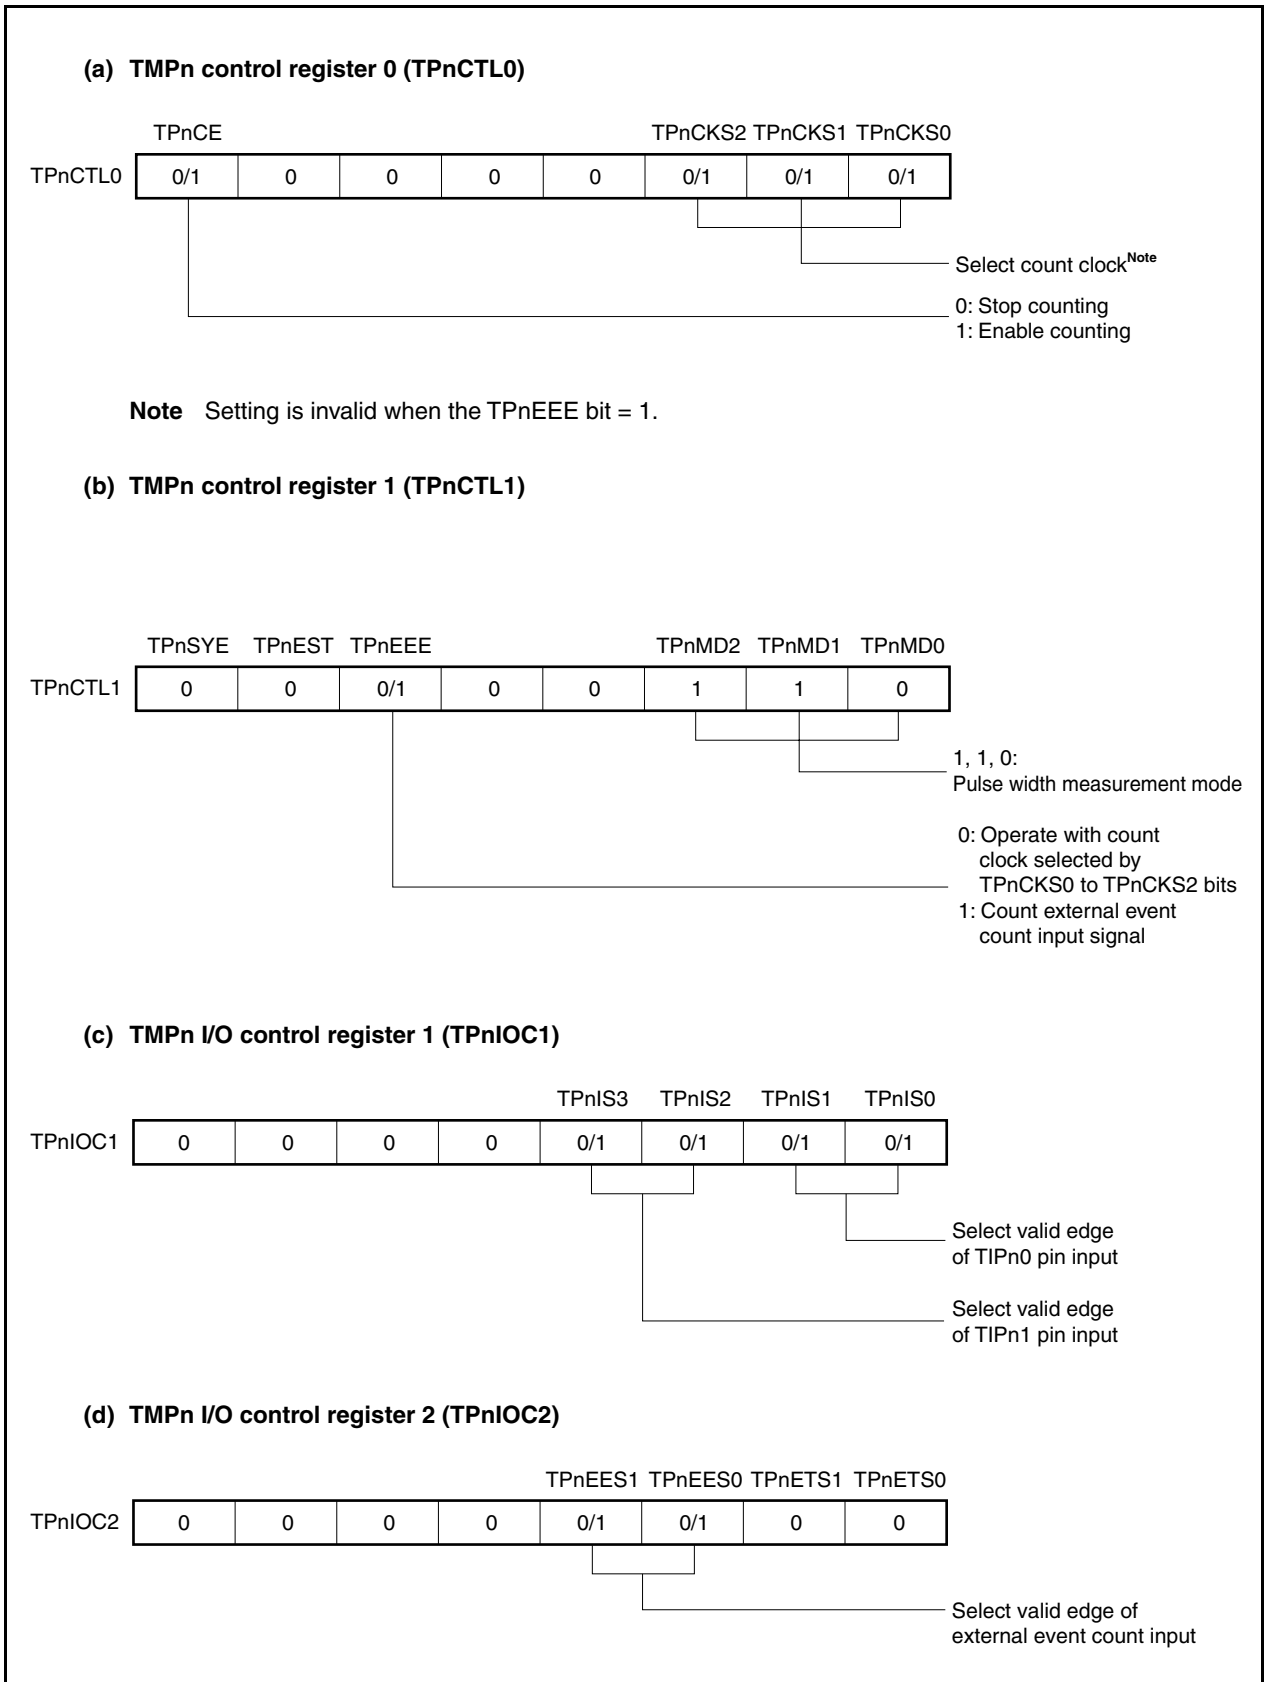 (a) TMPn control register 0 (TPnCTL0)
TPnCE TPnCKS2 TPnCKS1 TPnCKS0
TPnCTL0 0/1 0 0 0 0 0/1 0/1 0/1
Select count clockNote
0: Stop counting
1: Enable counting
Note Setting is invalid when the TPnEEE bit = 1.
(b) TMPn control register 1 (TPnCTL1)
TPnSYE TPnEST TPnEEE TPnMD2 TPnMD1 TPnMD0
TPnCTL1 0 0 0/1 0 0 1 1 0
1, 1, 0:
Pulse width measurement mode
0: Operate with count
clock selected by
TPnCKS0 to TPnCKS2 bits
1: Count external event
count input signal
(c) TMPn I/O control register 1 (TPnIOC1)
TPnIS3 TPnIS2 TPnIS1 TPnIS0
TPnIOC1 0 0 0 0 0/1 0/1 0/1 0/1
Select valid edge
of TIPn0 pin input
Select valid edge
of TIPn1 pin input
(d) TMPn I/O control register 2 (TPnIOC2)
TPnEES1 TPnEES0 TPnETS1 TPnETS0
TPnIOC2 0 0 0 0 0/1 0/1 0 0
Select valid edge of
external event count input